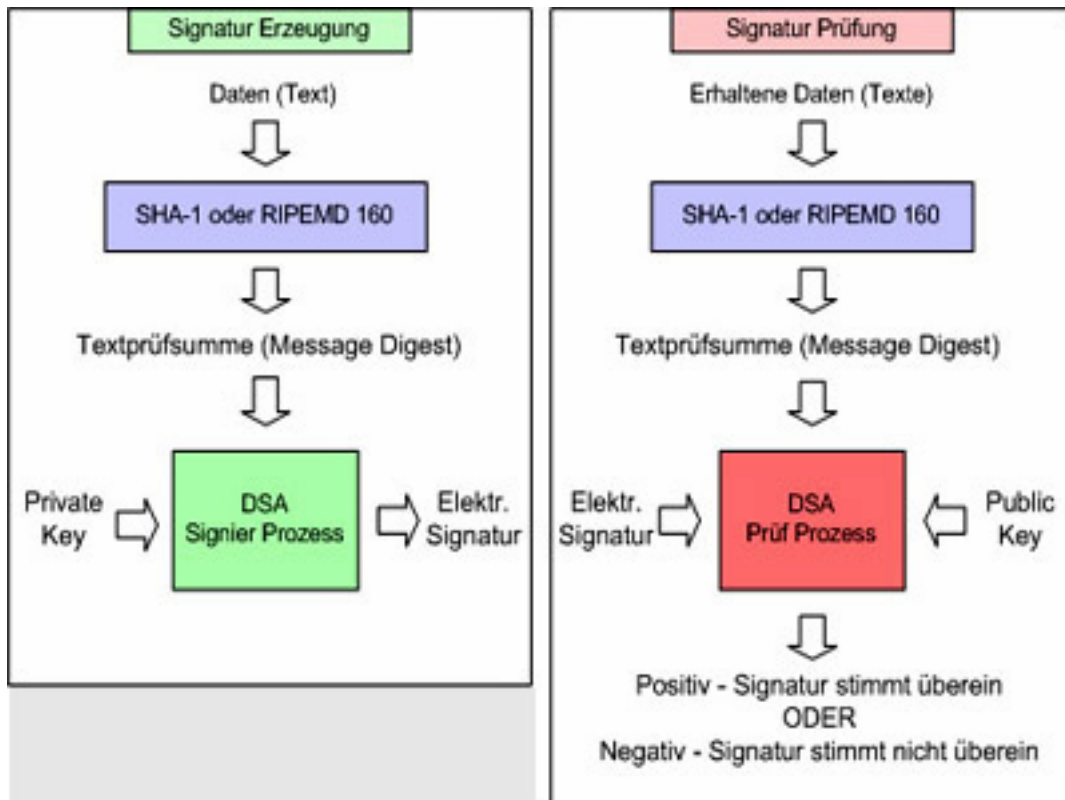 Signatur Erzeugung
Daten (Text)
SHA-1 oder RIPEMD 160
Textprüfsumme (Message Digest)
Private
Key
DSA
Signier Prozess
Elektr.
Signatur
Signatur Prüfung
Erhaltene Daten (Texte)
SHA-1 oder RIPEMD 160
Textprüfsumme (Message Digest)
Elektr.
Signatur
DSA
Prüf Prozess
Public
Key
Positiv - Signatur stimmt überein
ODER
Negativ - Signatur stimmt nicht überein